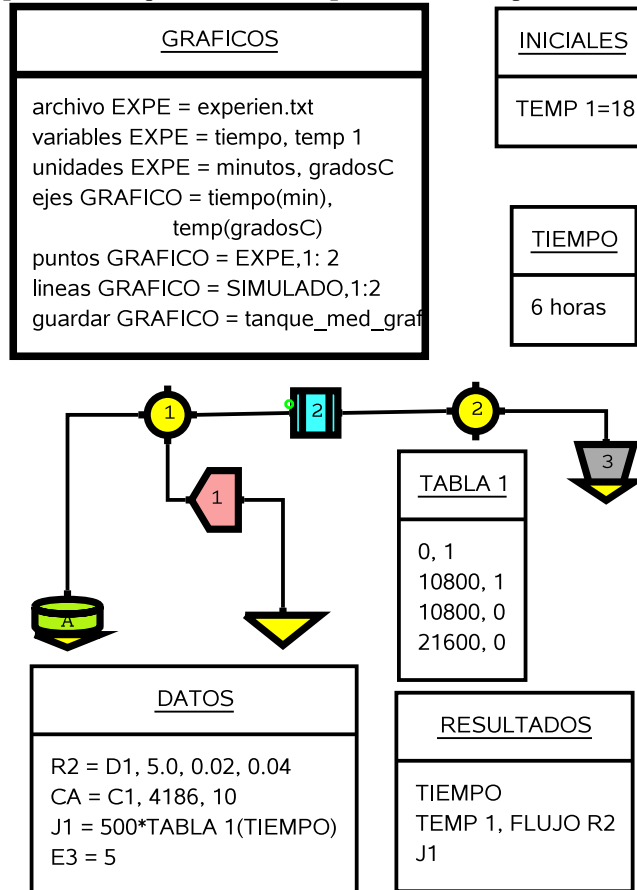 GRAFICOS
archivo EXPE = experien.txt
variables EXPE = tiempo, temp 1
unidades EXPE = minutos, gradosC
ejes GRAFICO = tiempo(min),
temp(gradosC)
puntos GRAFICO = EXPE,1: 2
lineas GRAFICO = SIMULADO,1:2
guardar GRAFICO = tanque_med_graf
INICIALES
TEMP 1=18
TIEMPO
6 horas
1
2
2
3
1
A
TABLA 1
0, 1
10800, 1
10800, 0
21600, 0
DATOS
R2 = D1, 5.0, 0.02, 0.04
CA = C1, 4186, 10
J1 = 500*TABLA 1(TIEMPO)
E3 = 5
RESULTADOS
TIEMPO
TEMP 1, FLUJO R2
J1